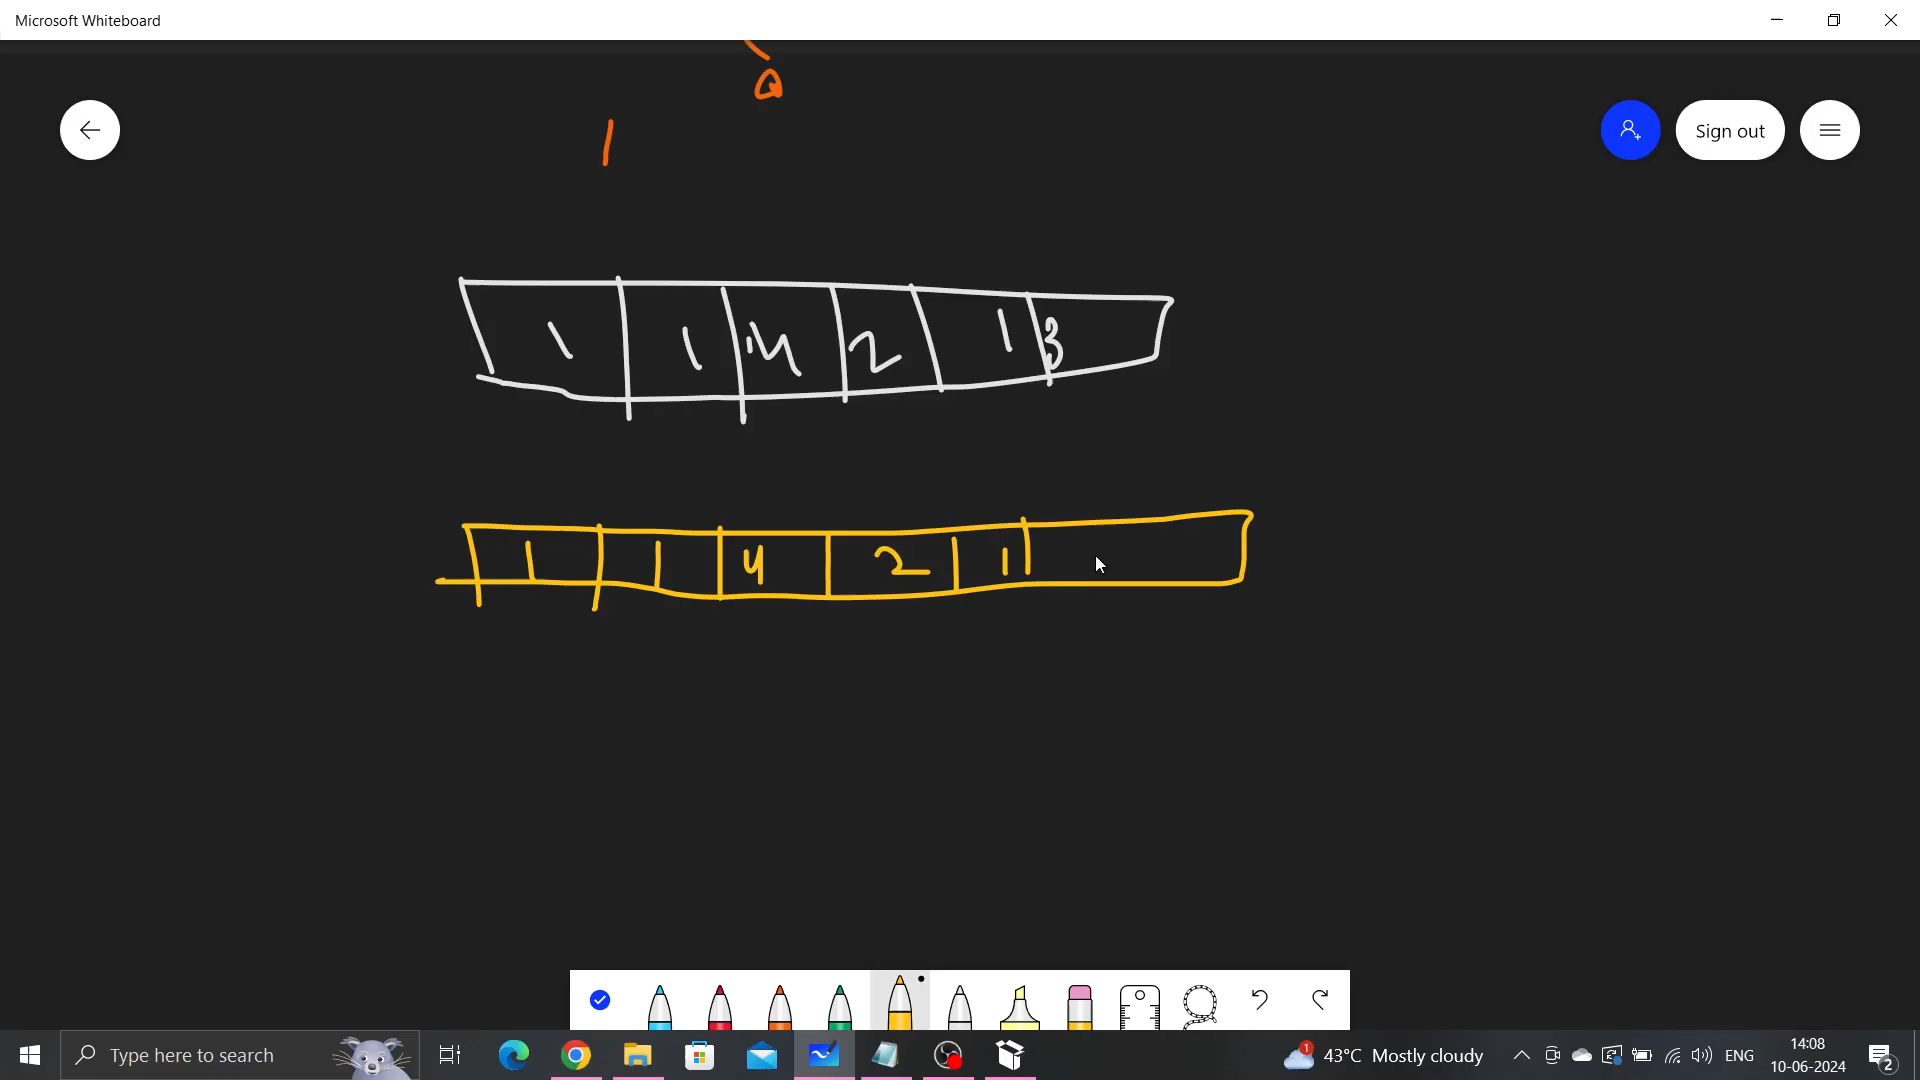 Microsoft Whiteboard
Sign out
1 1 4 2 1 3
1 1 4 2 1
Type here to search
1
43°C Mostly cloudy
ENG
14:08
10-06-2024
2